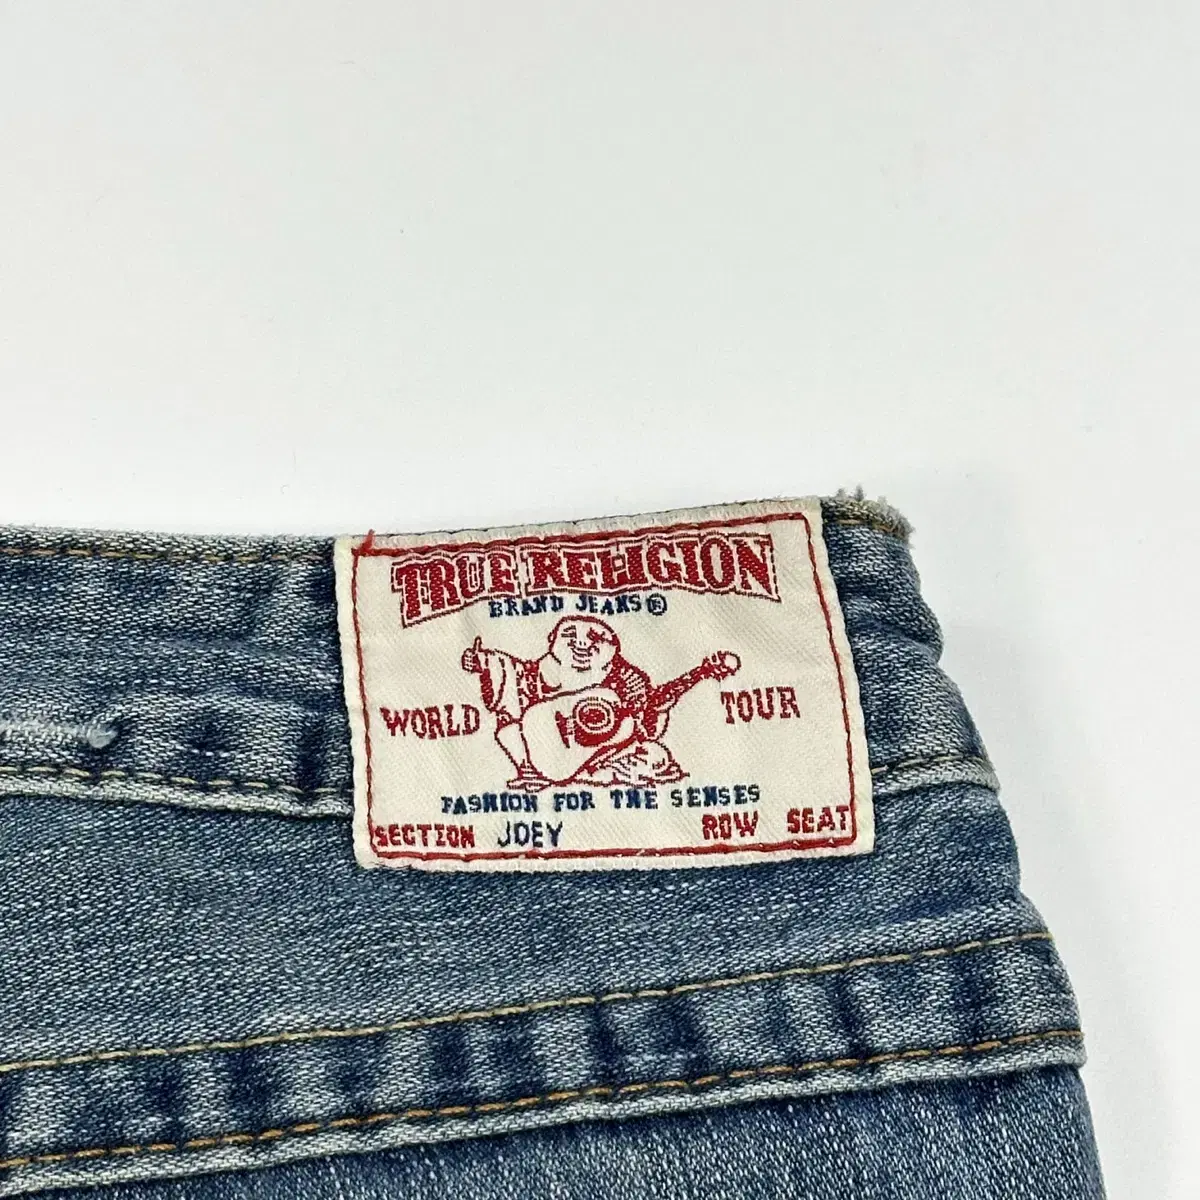 TRUE RELIGION
BRAND JEANS®
WORLD TOUR
FASHION FOR THE SENSES
SECTION JOEY ROW SEAT